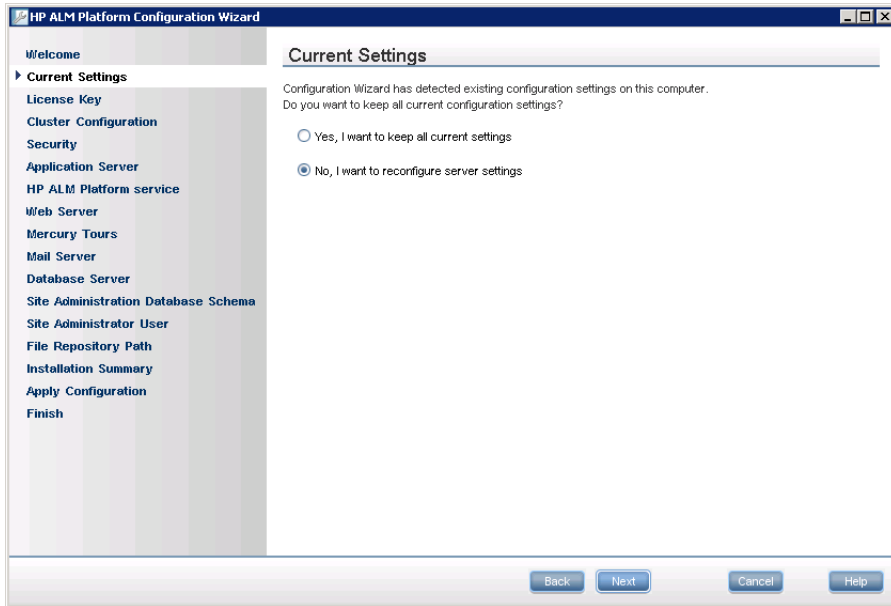 HP ALM Platform Configuration Wizard
Welcome
Current Settings
License Key
Cluster Configuration
Security
Application Server
HP ALM Platform service
Web Server
Mercury Tours
Mail Server
Database Server
Site Administration Database Schema
Site Administrator User
File Repository Path
Installation Summary
Apply Configuration
Finish
Current Settings
Configuration Wizard has detected existing configuration settings on this computer.
Do you want to keep all current configuration settings?
Yes, I want to keep all current settings
No, I want to reconfigure server settings
Back Next Cancel Help